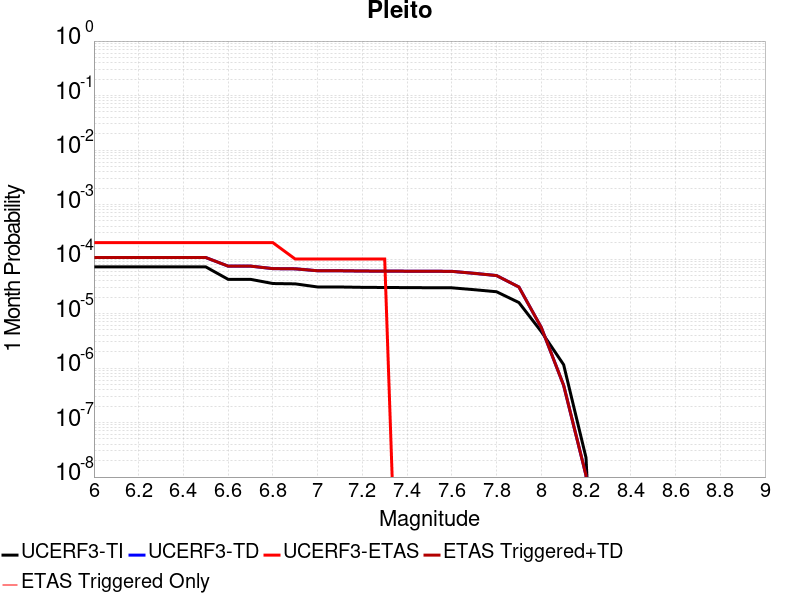 Pleito
10^0
10^-1
10^-2
10^-3
10^-4
10^-5
10^-6
10^-7
10^-8
1 Month Probability
6 6.2 6.4 6.6 6.8 7 7.2 7.4 7.6 7.8 8 8.2 8.4 8.6 8.8 9
Magnitude
UCERF3-TI UCERF3-TD UCERF3-ETAS ETAS Triggered+TD
ETAS Triggered Only